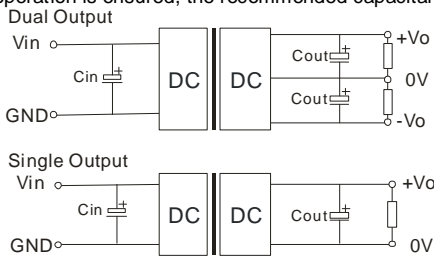 operation is ensured, the recommended capacitan
Dual Output
Vin
Cin
+
GND
DC
DC
Cout
+
Cout
+
+Vo
0V
-Vo
Single Output
Vin
Cin
+
GND
DC
DC
Cout
+
+Vo
0V